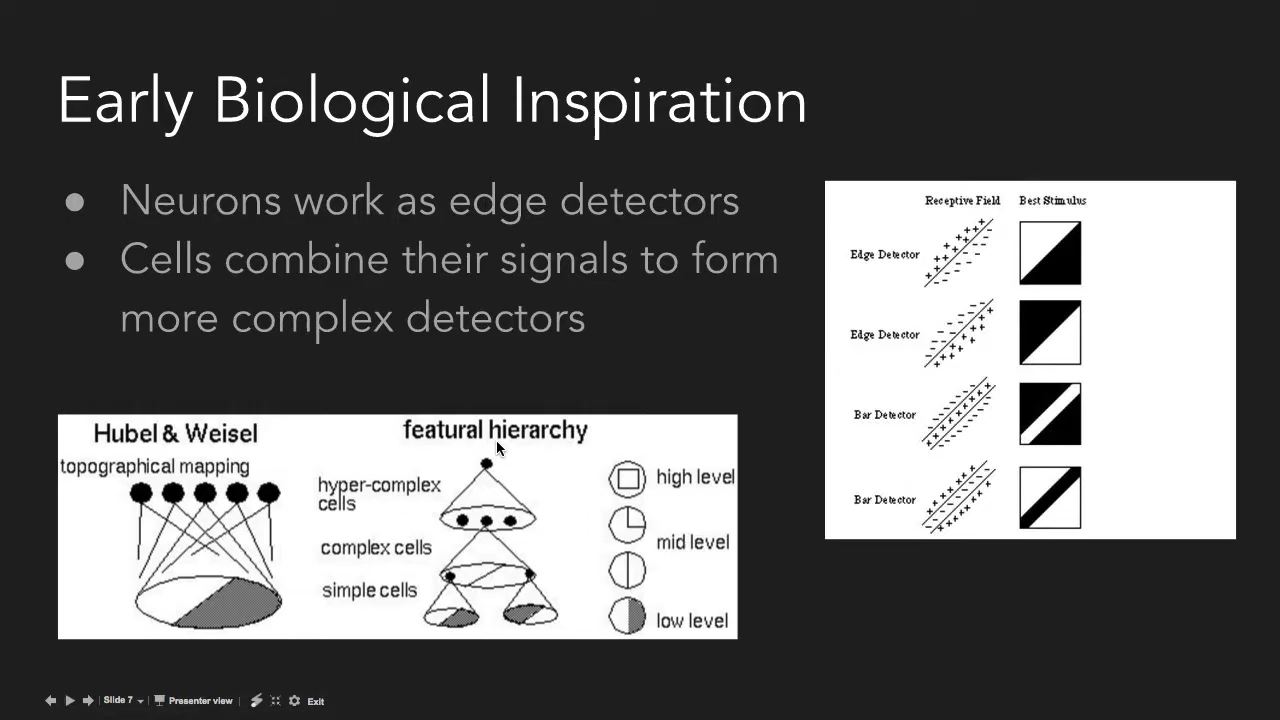 Early Biological Inspiration
● Neurons work as edge detectors
● Cells combine their signals to form
more complex detectors
Receptive Field Best Stimulus
Edge Detector
Edge Detector
Bar Detector
Bar Detector
Hubel & Weisel
topographical mapping
featural hierarchy
hyper-complex
cells
complex cells
simple cells
high level
mid level
low level
Slide 7
Presenter view
Exit